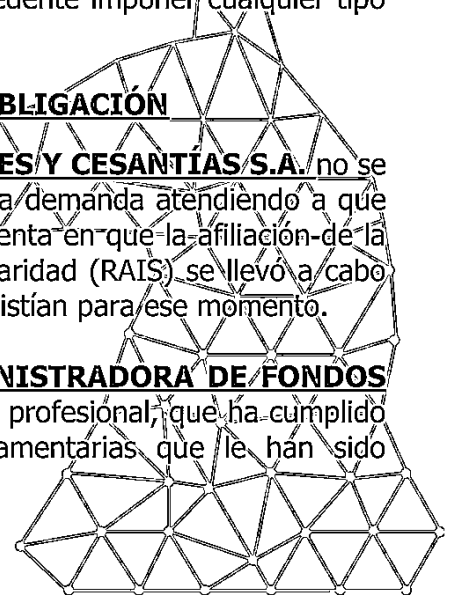 cedente imponer cualquier tipo
BLIGACIÓN
ES Y CESANTÍAS S.A. no se
a demanda atendiendo a que
enta en que la afiliación de la
aridad (RAIS) se llevó a cabo
istían para ese momento.
NISTRADORA DE FONDOS
profesional, que ha cumplido
amentarias que le han sido